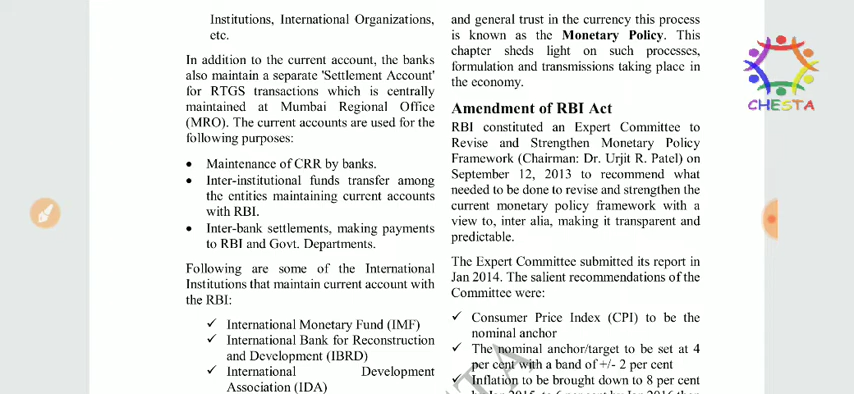 Institutions, International Organizations,
etc.
In addition to the current account, the banks
also maintain a separate 'Settlement Account'
for RTGS transactions which is centrally
maintained at Mumbai Regional Office
(MRO). The current accounts are used for the
following purposes:
• Maintenance of CRR by banks.
• Inter-institutional funds transfer among
the entities maintaining current accounts
with RBI.
• Inter-bank settlements, making payments
to RBI and Govt. Departments.
Following are some of the International
Institutions that maintain current account with
the RBI:
✓ International Monetary Fund (IMF)
✓ International Bank for Reconstruction
and Development (IBRD)
✓ International Development
Association (IDA)
and general trust in the currency this process
is known as the Monetary Policy. This
chapter sheds light on such processes,
formulation and transmissions taking place in
the economy.
Amendment of RBI Act
RBI constituted an Expert Committee to
Revise and Strengthen Monetary Policy
Framework (Chairman: Dr. Urjit R. Patel) on
September 12, 2013 to recommend what
needed to be done to revise and strengthen the
current monetary policy framework with a
view to, inter alia, making it transparent and
predictable.
The Expert Committee submitted its report in
Jan 2014. The salient recommendations of the
Committee were:
✓ Consumer Price Index (CPI) to be the
nominal anchor
✓ The nominal anchor/target to be set at 4
per cent with a band of +/- 2 per cent
✓ Inflation to be brought down to 8 per cent
by Jan 2015, to 6 per cent by Jan 2016 then
CHESTA